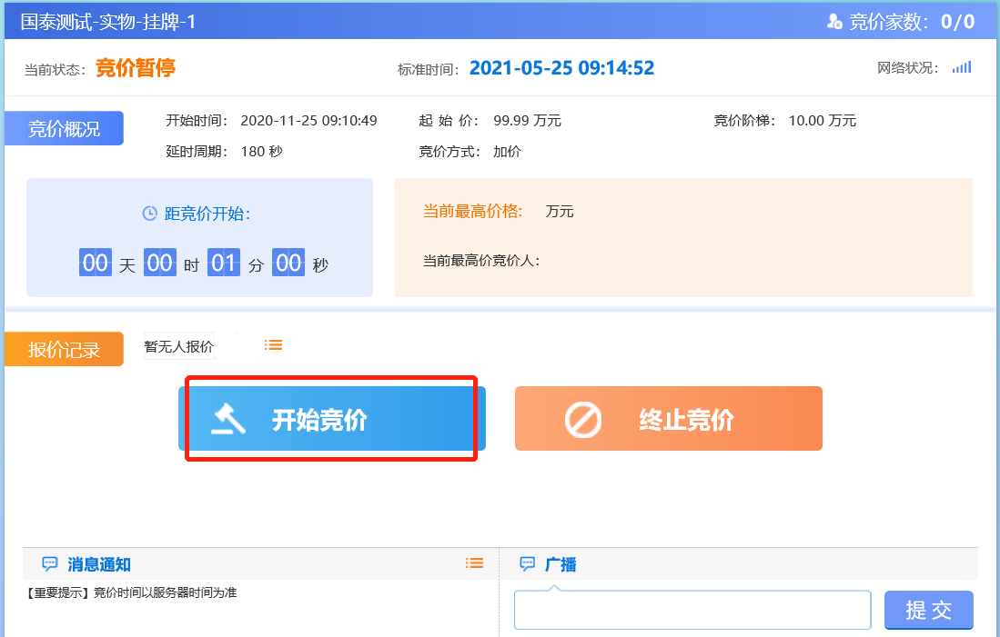 国泰测试-实物-挂牌-1 竞价家数：0/0
当前状态：竞价暂停 标准时间：2021-05-25 09:14:52 网络状况：
竞价概况
开始时间：2020-11-25 09:10:49 起 始 价：99.99 万元 竞价阶梯：10.00 万元
延时周期：180 秒 竞价方式：加价
距竞价开始：
00 天 00 时 01 分 00 秒
当前最高价格: 万元
当前最高价竞价人：
报价记录 暂无人报价
开始竞价 终止竞价
消息通知
【重要提示】竞价时间以服务器时间为准
广播
提 交